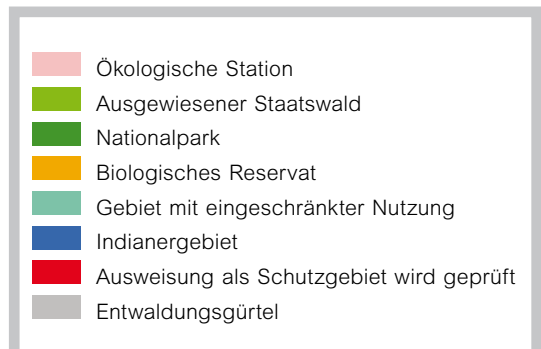 Ökologische Station
Ausgewiesener Staatswald
Nationalpark
Biologisches Reservat
Gebiet mit eingeschränkter Nutzung
Indianergebiet
Ausweisung als Schutzgebiet wird geprüft
Entwaldungsgürtel